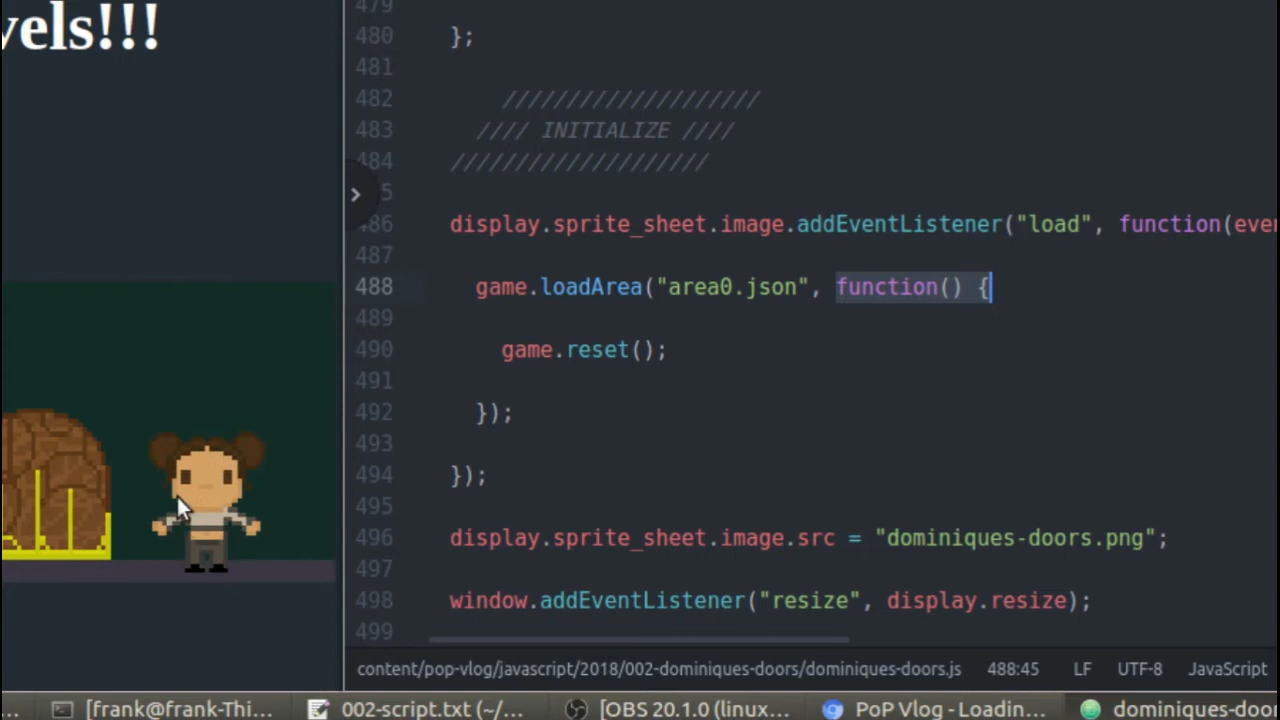 vels!!!
479
480 };
481
482 ////////////////////
483 //// INITIALIZE ////
484 ////////////////////
5
486 display.sprite_sheet.image.addEventListener("load", function(eve
487
488 game.loadArea("area0.json", function() {
489
490 game.reset();
491
492 });
493
494 });
495
496 display.sprite_sheet.image.src = "dominiques-doors.png";
497
498 window.addEventListener("resize", display.resize);
499
content/pop-vlog/javascript/2018/002-dominiques-doors/dominiques-doors.js 488:45 LF UTF-8 JavaScript
... [frank@frank-Thi... 002-script.txt (~/... [OBS 20.1.0 (linux... PoP Vlog - Loadin... dominiques-doo